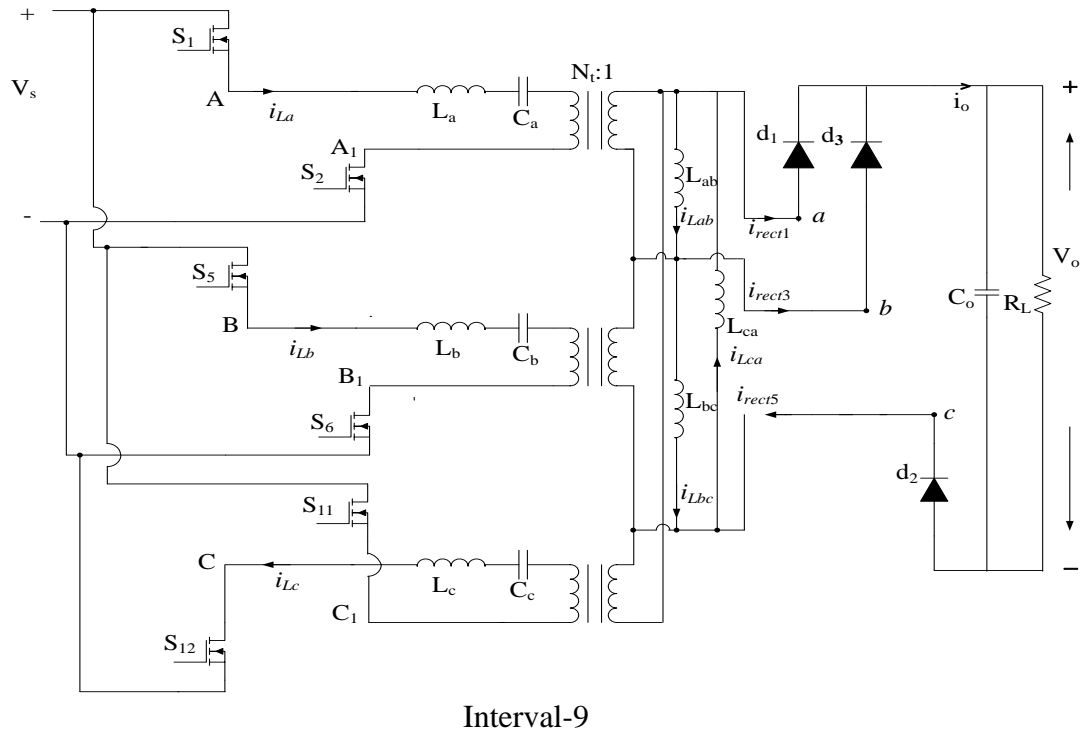 +
S1
Vs
A
iLa
La
Ca
Nt:1
A1
S2
-
d1
d3
io
+
Lab
iLab
a
irect1
S5
B
iLb
Lb
Cb
irect3
b
Lca
iLca
Co
RL
Vo
B1
S6
Lbc
irect5
c
iLbc
d2
S11
C
iLc
Lc
Cc
C1
S12
−
Interval-9